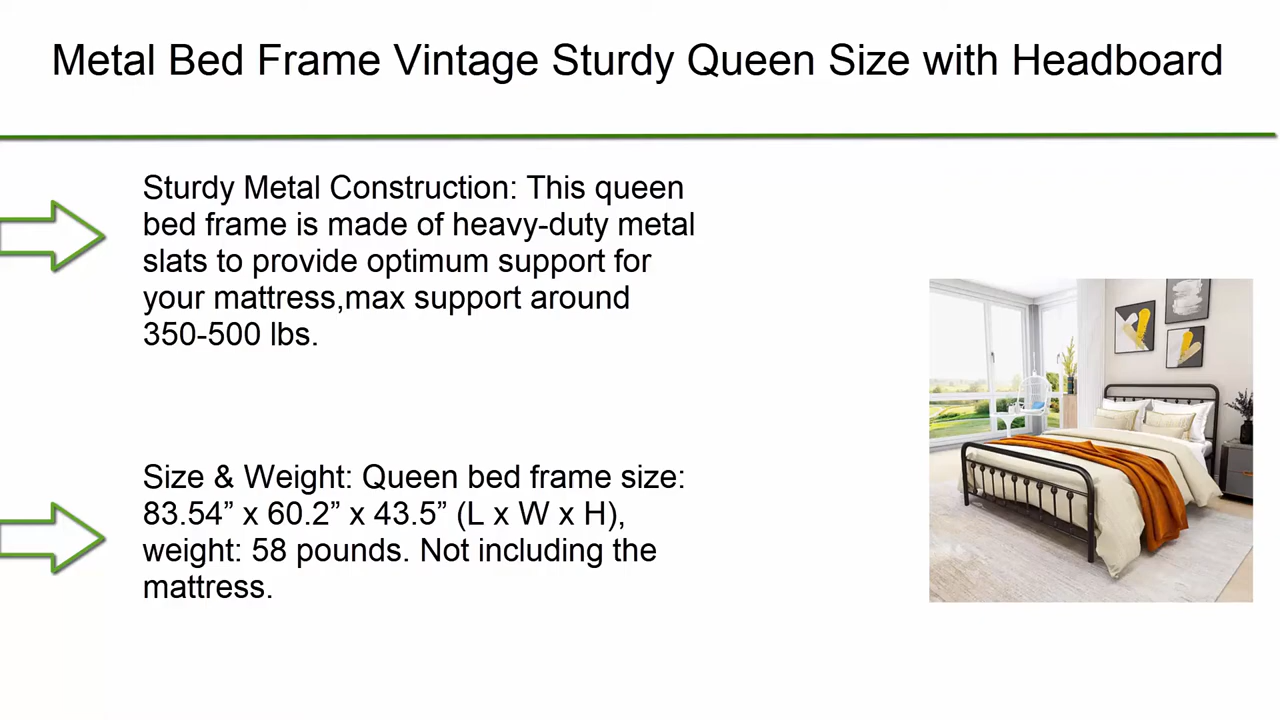 Metal Bed Frame Vintage Sturdy Queen Size with Headboard
Sturdy Metal Construction: This queen
bed frame is made of heavy-duty metal
slats to provide optimum support for
your mattress,max support around
350-500 lbs.
Size & Weight: Queen bed frame size:
83.54” x 60.2” x 43.5” (L x W x H),
weight: 58 pounds. Not including the
mattress.